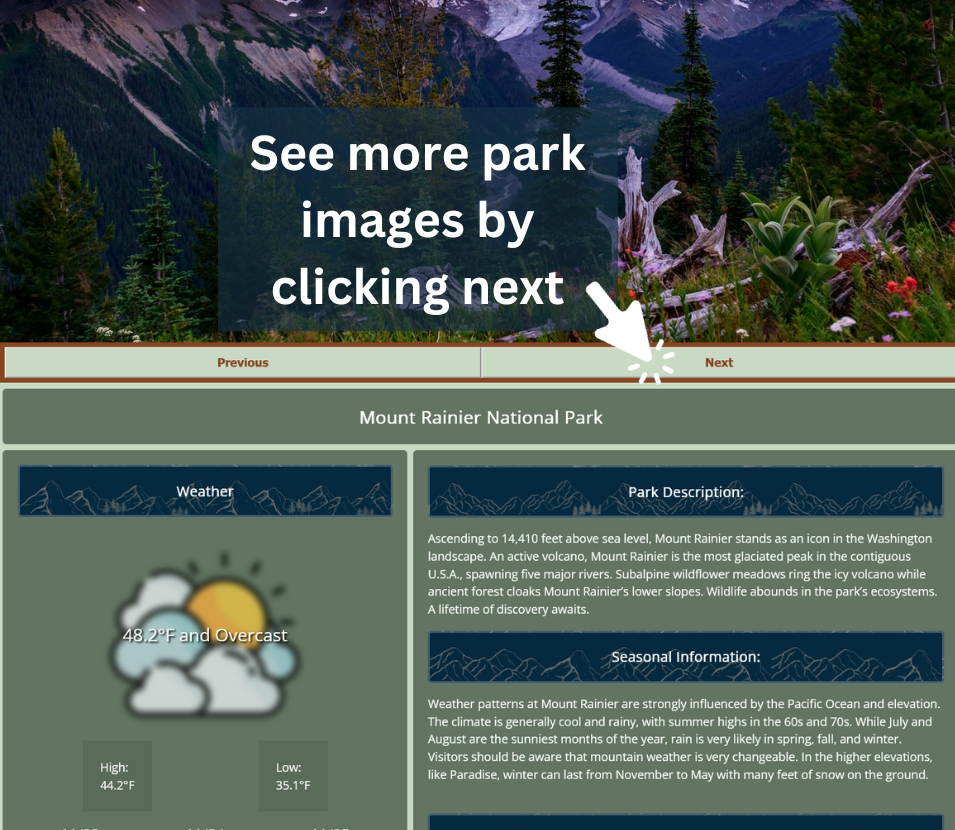 See more park
images by
clicking next
Previous
Next
Mount Rainier National Park
Weather
48.2°F and Overcast
High:
44.2°F
Low:
35.1°F
Park Description:
Ascending to 14,410 feet above sea level, Mount Rainier stands as an icon in the Washington
landscape. An active volcano, Mount Rainier is the most glaciated peak in the contiguous
U.S.A., spawning five major rivers. Subalpine wildflower meadows ring the icy volcano while
ancient forest cloaks Mount Rainier’s lower slopes. Wildlife abounds in the park’s ecosystems.
A lifetime of discovery awaits.
Seasonal Information:
Weather patterns at Mount Rainier are strongly influenced by the Pacific Ocean and elevation.
The climate is generally cool and rainy, with summer highs in the 60s and 70s. While July and
August are the sunniest months of the year, rain is very likely in spring, fall, and winter.
Visitors should be aware that mountain weather is very changeable. In the higher elevations,
like Paradise, winter can last from November to May with many feet of snow on the ground.